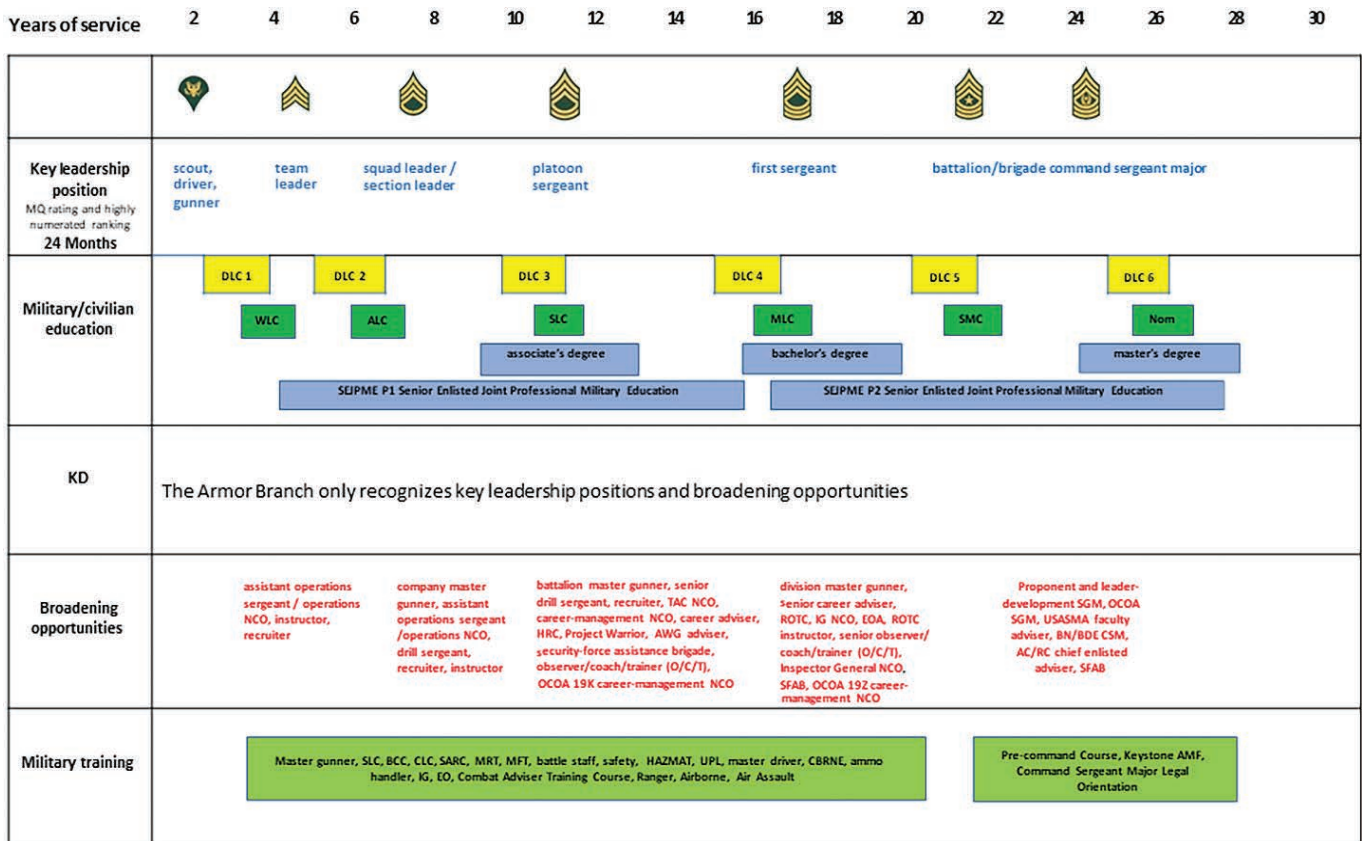 Years of service 2 4 6 8 10 12 14 16 18 20 22 24 26 28 30
Key leadership
position
MQ rating and highly
numerated ranking
24 Months
scout,
driver,
gunner
team
leader
squad leader /
section leader
platoon
sergeant
first sergeant
battalion/brigade command sergeant major
Military/civilian
education
DLC 1 DLC 2 DLC 3 DLC 4 DLC 5 DLC 6
WLC ALC SLC MLC SMC Nom
associate's degree bachelor's degree master's degree
SEJPME P1 Senior Enlisted Joint Professional Military Education SEJPME P2 Senior Enlisted Joint Professional Military Education
KD
The Armor Branch only recognizes key leadership positions and broadening opportunities
Broadening
opportunities
assistant operations
sergeant / operations
NCO, instructor,
recruiter
company master
gunner, assistant
operations sergeant
/operations NCO,
drill sergeant,
recruiter, instructor
battalion master gunner, senior
drill sergeant, recruiter, TAC NCO,
career-management NCO, career adviser,
HRC, Project Warrior, AWG adviser,
security-force assistance brigade,
observer/coach/trainer (O/C/T),
OCOA 19K career-management NCO
division master gunner,
senior career adviser,
ROTC, IG NCO, EOA, ROTC
instructor, senior observer/
coach/trainer (O/C/T),
Inspector General NCO,
SFAB, OCOA 19Z career-
management NCO
Proponent and leader-
development SGM, OCOA
SGM, USASMA faculty
adviser, BN/BDE CSM,
AC/RC chief enlisted
adviser, SFAB
Military training
Master gunner, SLC, BCC, CLC, SARC, MRT, MFT, battle staff, safety, HAZMAT, UPL, master driver, CBRNE, ammo
handler, IG, EO, Combat Adviser Training Course, Ranger, Airborne, Air Assault
Pre-command Course, Keystone AMF,
Command Sergeant Major Legal
Orientation